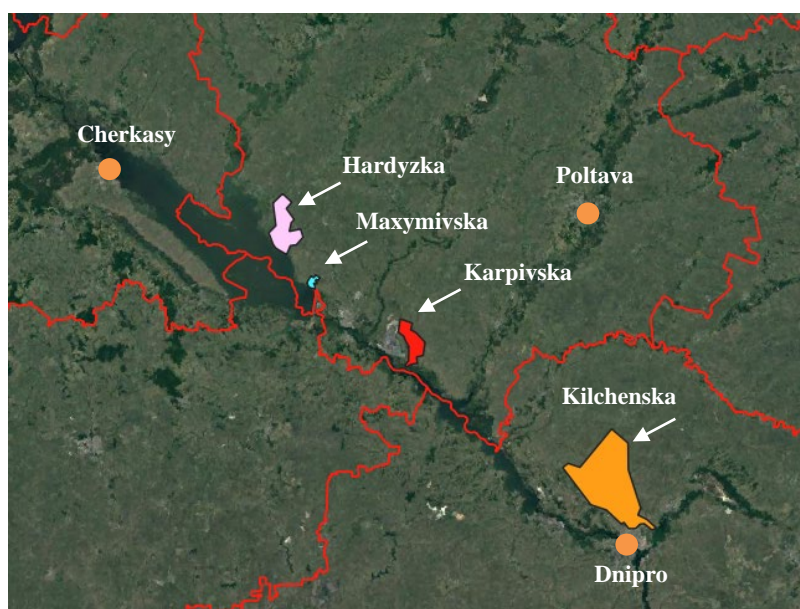 Cherkasy
Hardyzka
Poltava
Maxymivska
Karpivska
Kilchenska
Dnipro